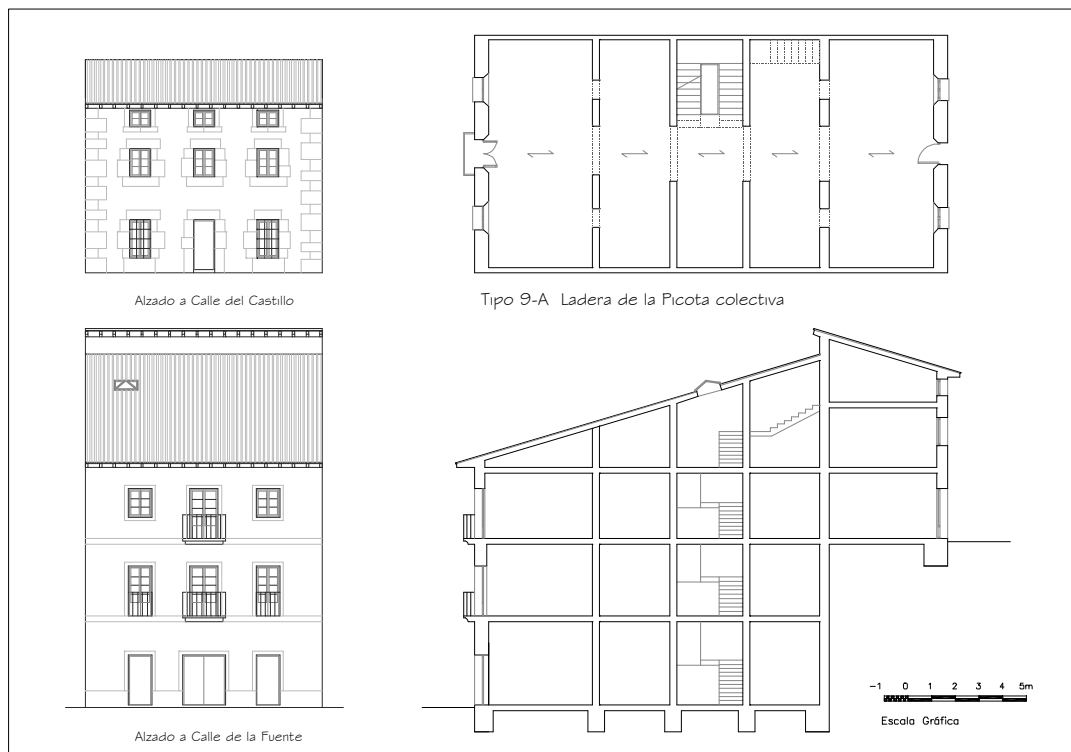 Alzado a Calle del Castillo
Tipo 9-A Ladera de la Picota colectiva
-1 0 1 2 3 4 5m
Escala Gráfica
Alzado a Calle de la Fuente